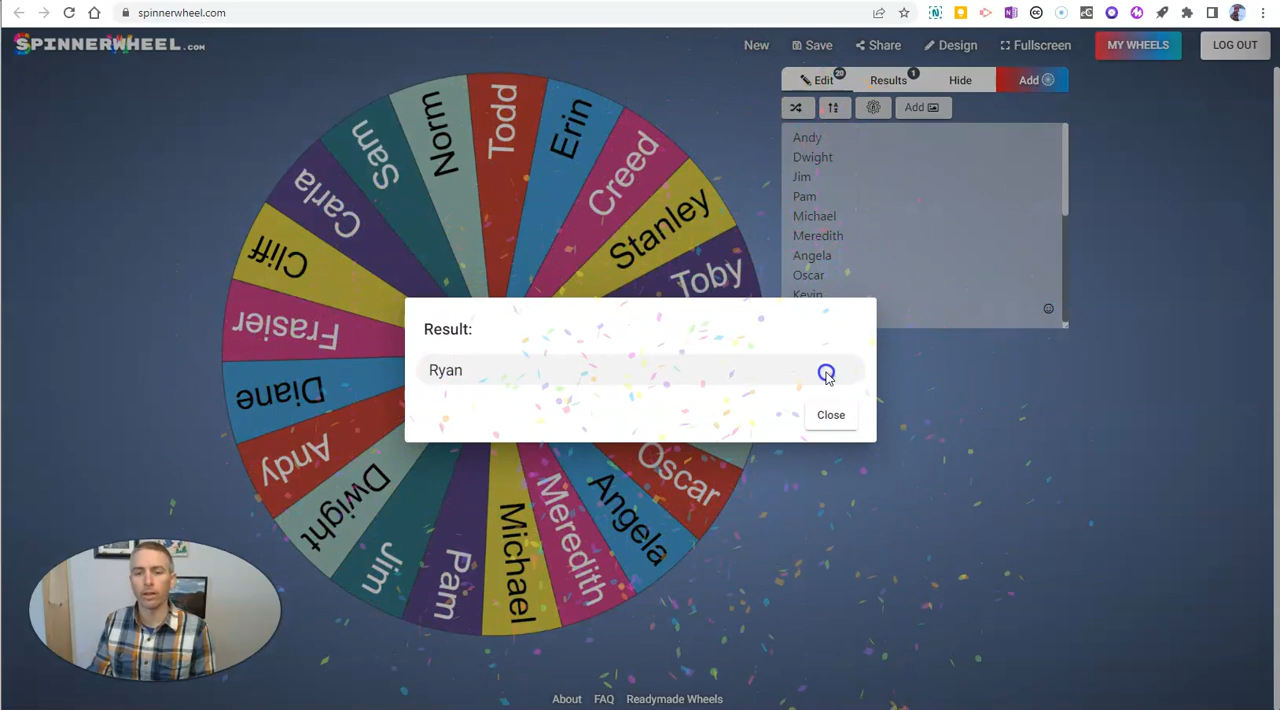 spinnerwheel.com
SPINNERWHEEL.COM
New
Save
Share
Design
Fullscreen
MY WHEELS
LOG OUT
Edit 20
Results 1
Hide
Add
Add
Andy
Dwight
Jim
Pam
Michael
Meredith
Angela
Oscar
Kevin
Norm
Todd
Erin
Creed
Stanley
Toby
Oscar
Angela
Meredith
Michael
Pam
Jim
Dwight
Andy
Diane
Frasier
Cliff
Carla
Sam
Result:
Ryan
Close
About
FAQ
Readymade Wheels